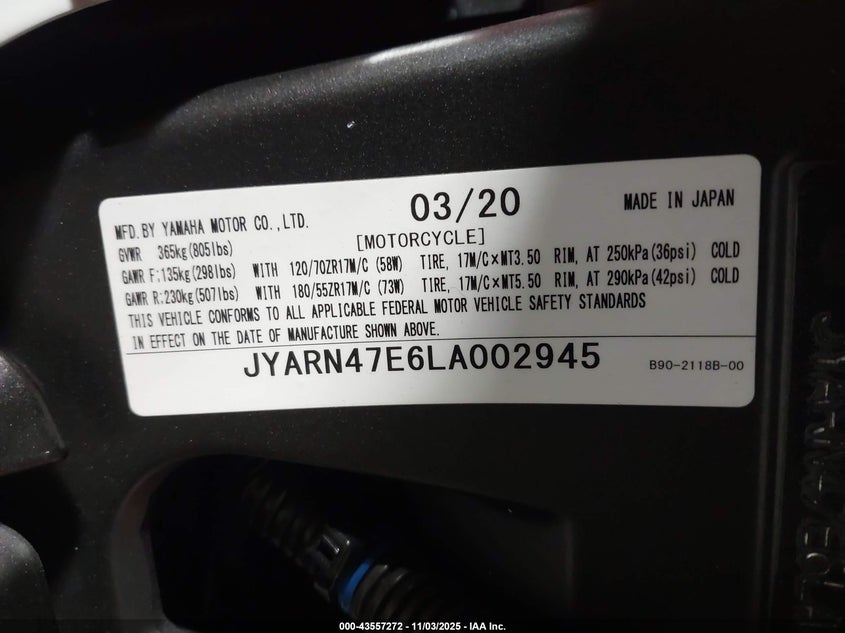 03/20
MADE IN JAPAN
MFD. BY YAMAHA MOTOR CO., LTD.
[MOTORCYCLE]
GVWR 365kg(805lbs)
GAWR F:135kg(298lbs) WITH 120/70ZR17M/C (58W) TIRE, 17M/C×MT3.50 RIM, AT 250kPa(36psi) COLD
GAWR R:230kg(507lbs) WITH 180/55ZR17M/C (73W) TIRE, 17M/C×MT5.50 RIM, AT 290kPa(42psi) COLD
THIS VEHICLE CONFORMS TO ALL APPLICABLE FEDERAL MOTOR VEHICLE SAFETY STANDARDS
IN EFFECT ON THE DATE OF MANUFACTURE SHOWN ABOVE.
JYARN47E6LA002945
B90-2118B-00
000-43557272 - 11/03/2025 - IAA Inc.